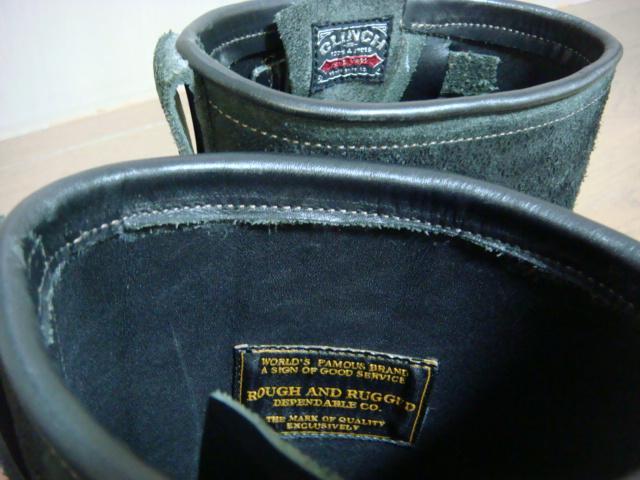 CLINCH
WORLD'S FAMOUS BRAND
A SIGN OF GOOD SERVICE
ROUGH AND RUGGED
DEPENDABLE CO.
THE MARK OF QUALITY
EXCLUSIVELY